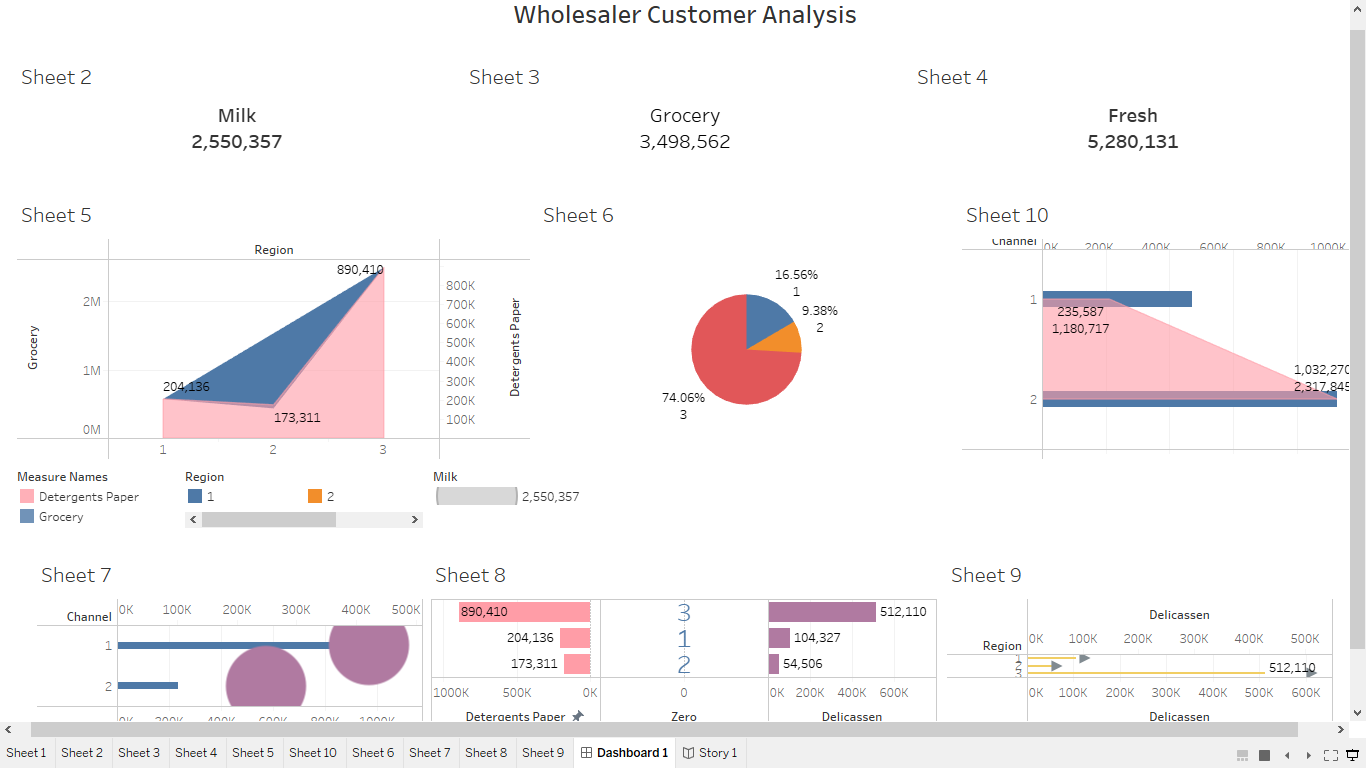 Wholesaler Customer Analysis
Sheet 2
Sheet 3
Sheet 4
Milk
2,550,357
Grocery
3,498,562
Fresh
5,280,131
Sheet 5
Region
890,410
204,136
173,311
2M
1M
0M
Grocery
800K
700K
600K
500K
400K
300K
200K
100K
Detergents Paper
1 2 3
Measure Names
Detergents Paper
Grocery
Region
1 2
Milk
2,550,357
Sheet 6
16.56%
1
9.38%
2
74.06%
3
Sheet 10
Channel 0K 200K 400K 600K 800K 1000K
1
235,587
1,180,717
1,032,270
2,317,845
2
Sheet 7
Channel 0K 100K 200K 300K 400K 500K
1
2
0K 200K 400K 600K 800K 1000K
Sheet 8
890,410 3 512,110
204,136 1 104,327
173,311 2 54,506
1000K 500K 0K 0 0K 200K 400K 600K
Detergents Paper Zero Delicassen
Sheet 9
Delicassen
Region 0K 100K 200K 300K 400K 500K
1
2
3 512,110
0K 100K 200K 300K 400K 500K 600K
Delicassen
Sheet 1 Sheet 2 Sheet 3 Sheet 4 Sheet 5 Sheet 10 Sheet 6 Sheet 7 Sheet 8 Sheet 9 Dashboard 1 Story 1